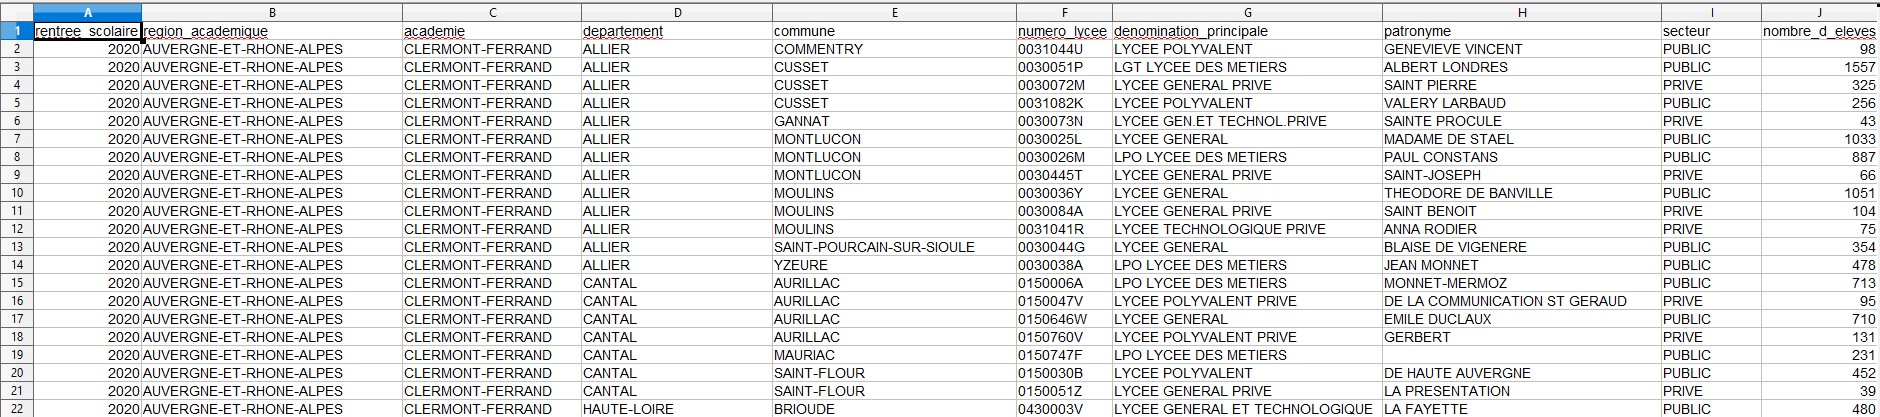 A B C D E F G H I J
1 rentree_scolaire region_academique academie departement commune numero_lycee denomination_principale patronyme secteur nombre_d_eleves
2 2020 AUVERGNE-ET-RHONE-ALPES CLERMONT-FERRAND ALLIER COMMENTRY 0031044U LYCEE POLYVALENT GENEVIEVE VINCENT PUBLIC 98
3 2020 AUVERGNE-ET-RHONE-ALPES CLERMONT-FERRAND ALLIER CUSSET 0030051P LGT LYCEE DES METIERS ALBERT LONDRES PUBLIC 1557
4 2020 AUVERGNE-ET-RHONE-ALPES CLERMONT-FERRAND ALLIER CUSSET 0030072M LYCEE GENERAL PRIVE SAINT PIERRE PRIVE 325
5 2020 AUVERGNE-ET-RHONE-ALPES CLERMONT-FERRAND ALLIER CUSSET 0031082K LYCEE POLYVALENT VALERY LARBAUD PUBLIC 256
6 2020 AUVERGNE-ET-RHONE-ALPES CLERMONT-FERRAND ALLIER GANNAT 0030073N LYCEE GEN.ET TECHNOL.PRIVE SAINTE PROCULE PRIVE 43
7 2020 AUVERGNE-ET-RHONE-ALPES CLERMONT-FERRAND ALLIER MONTLUCON 0030025L LYCEE GENERAL MADAME DE STAEL PUBLIC 1033
8 2020 AUVERGNE-ET-RHONE-ALPES CLERMONT-FERRAND ALLIER MONTLUCON 0030026M LPO LYCEE DES METIERS PAUL CONSTANS PUBLIC 887
9 2020 AUVERGNE-ET-RHONE-ALPES CLERMONT-FERRAND ALLIER MONTLUCON 0030445T LYCEE GENERAL PRIVE SAINT-JOSEPH PRIVE 66
10 2020 AUVERGNE-ET-RHONE-ALPES CLERMONT-FERRAND ALLIER MOULINS 0030036Y LYCEE GENERAL THEODORE DE BANVILLE PUBLIC 1051
11 2020 AUVERGNE-ET-RHONE-ALPES CLERMONT-FERRAND ALLIER MOULINS 0030084A LYCEE GENERAL PRIVE SAINT BENOIT PRIVE 104
12 2020 AUVERGNE-ET-RHONE-ALPES CLERMONT-FERRAND ALLIER MOULINS 0031041R LYCEE TECHNOLOGIQUE PRIVE ANNA RODIER PRIVE 75
13 2020 AUVERGNE-ET-RHONE-ALPES CLERMONT-FERRAND ALLIER SAINT-POURCAIN-SUR-SIOULE 0030044G LYCEE GENERAL BLAISE DE VIGENERE PUBLIC 354
14 2020 AUVERGNE-ET-RHONE-ALPES CLERMONT-FERRAND ALLIER YZEURE 0030038A LPO LYCEE DES METIERS JEAN MONNET PUBLIC 478
15 2020 AUVERGNE-ET-RHONE-ALPES CLERMONT-FERRAND CANTAL AURILLAC 0150006A LPO LYCEE DES METIERS MONNET-MERMOZ PUBLIC 713
16 2020 AUVERGNE-ET-RHONE-ALPES CLERMONT-FERRAND CANTAL AURILLAC 0150047V LYCEE POLYVALENT PRIVE DE LA COMMUNICATION ST GERAUD PRIVE 95
17 2020 AUVERGNE-ET-RHONE-ALPES CLERMONT-FERRAND CANTAL AURILLAC 0150646W LYCEE GENERAL EMILE DUCLAUX PUBLIC 710
18 2020 AUVERGNE-ET-RHONE-ALPES CLERMONT-FERRAND CANTAL AURILLAC 0150760V LYCEE POLYVALENT PRIVE GERBERT PRIVE 131
19 2020 AUVERGNE-ET-RHONE-ALPES CLERMONT-FERRAND CANTAL MAURIAC 0150747F LPO LYCEE DES METIERS PUBLIC 231
20 2020 AUVERGNE-ET-RHONE-ALPES CLERMONT-FERRAND CANTAL SAINT-FLOUR 0150030B LYCEE POLYVALENT DE HAUTE AUVERGNE PUBLIC 452
21 2020 AUVERGNE-ET-RHONE-ALPES CLERMONT-FERRAND CANTAL SAINT-FLOUR 0150051Z LYCEE GENERAL PRIVE LA PRESENTATION PRIVE 39
22 2020 AUVERGNE-ET-RHONE-ALPES CLERMONT-FERRAND HAUTE-LOIRE BRIOUDE 0430003V LYCEE GENERAL ET TECHNOLOGIQUE LA FAYETTE PUBLIC 480